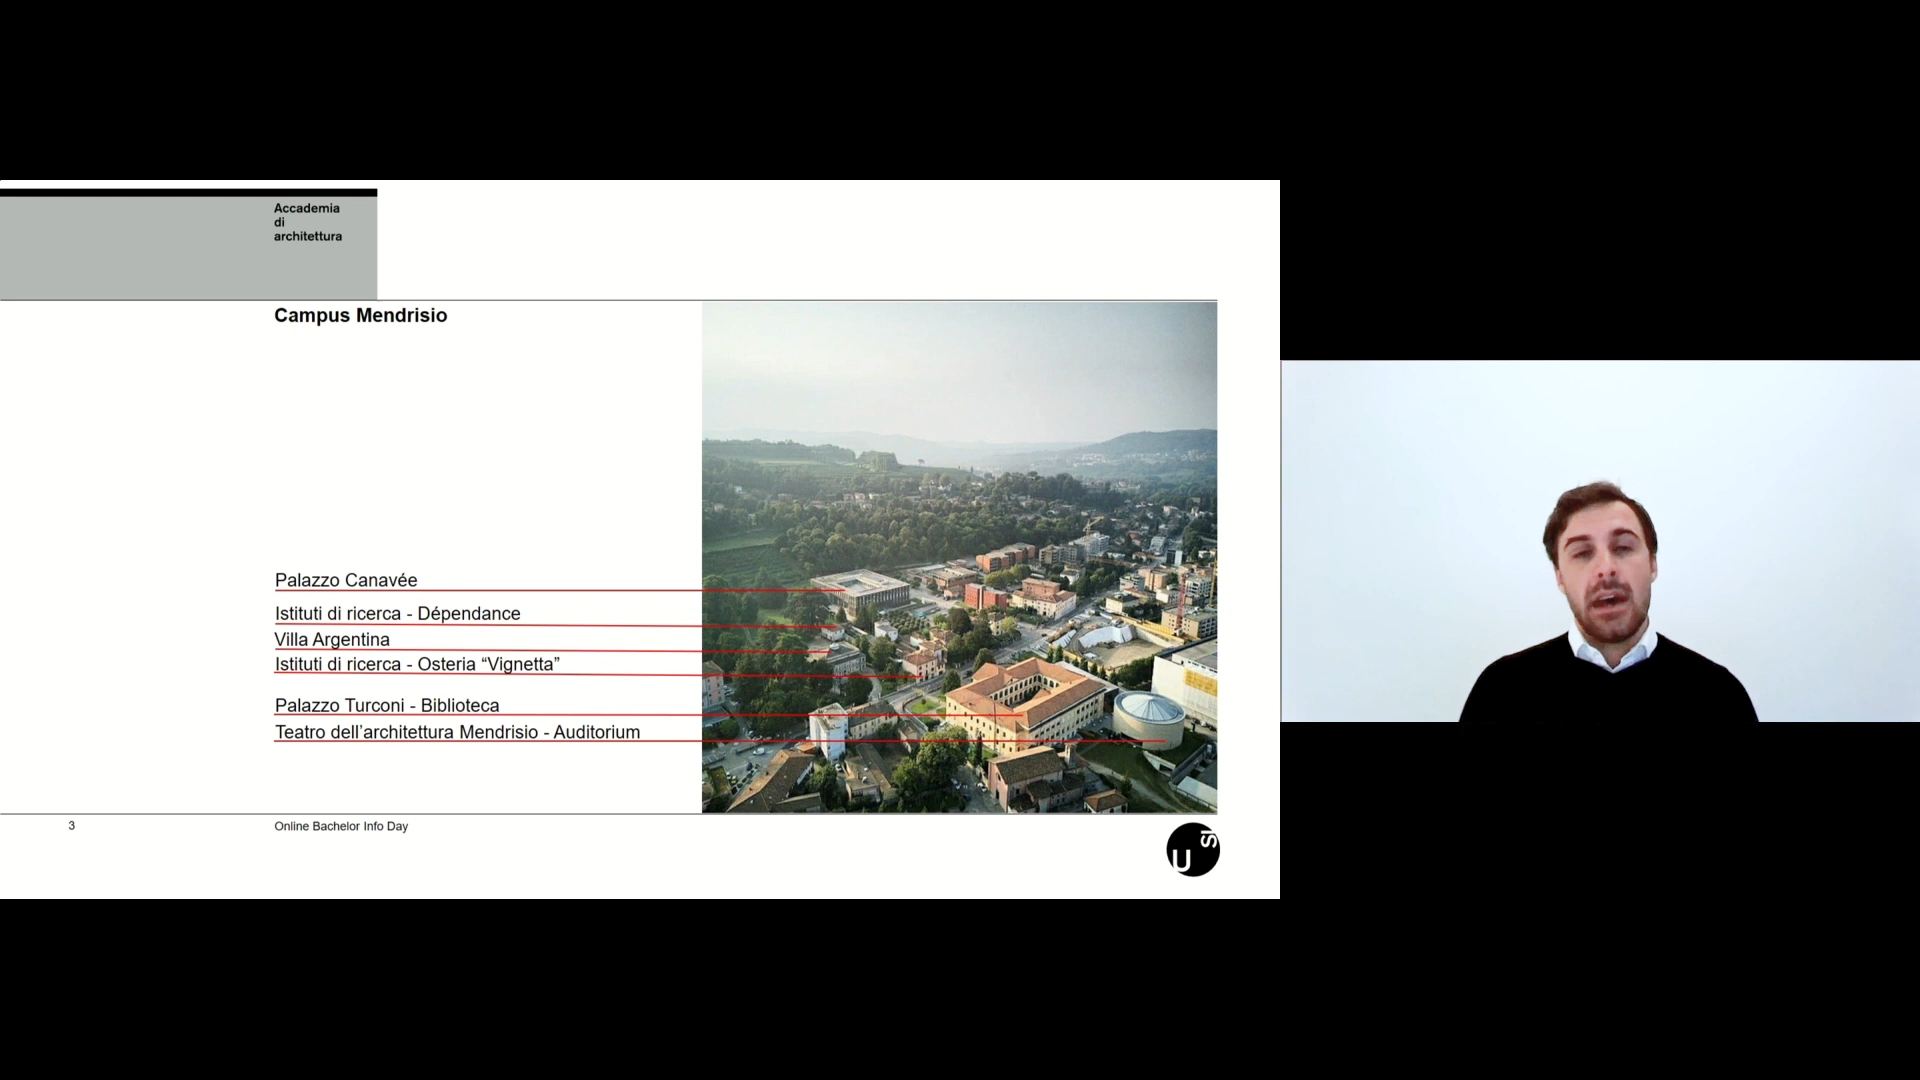 Accademia
di
architettura
Campus Mendrisio
Palazzo Canavée
Istituti di ricerca - Dépendance
Villa Argentina
Istituti di ricerca - Osteria “Vignetta”
Palazzo Turconi - Biblioteca
Teatro dell’architettura Mendrisio - Auditorium
3
Online Bachelor Info Day
U SI